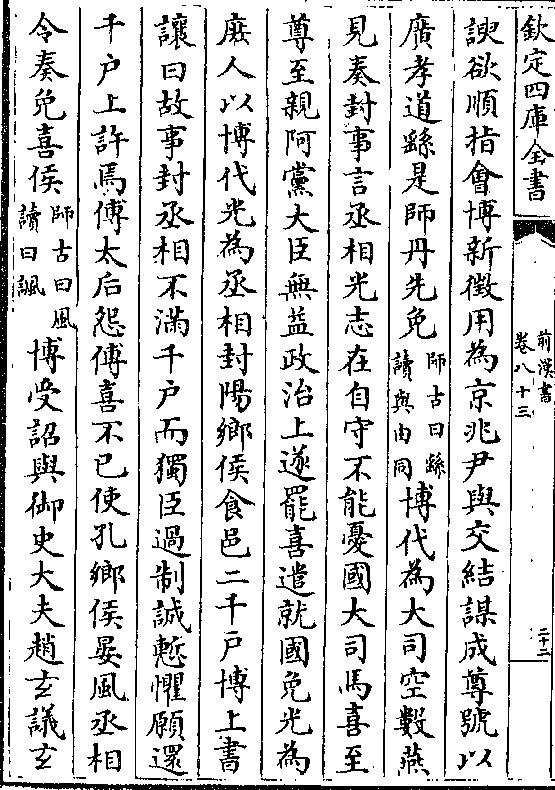 欽定四庫全書
前漢書
卷八十三
二十二
諛欲順指會博新徴用為京兆尹與交結謀成尊號以
廣孝道繇是師丹先免師古曰繇讀與由同博代為大司空數燕
見奏封事言丞相光志在自守不能憂國大司馬喜至
尊至親阿黨大臣無益政治上遂罷喜遣就國免光為
庶人以博代光為丞相封陽鄉侯食邑二千户博上書
讓曰故事封丞相不滿千户而獨臣過制誠慙懼願還
千户上許焉傅太后怨傅喜不已使孔鄉侯晏風丞相
令奏免喜侯師古曰風讀曰諷博受詔與御史大夫趙玄議玄